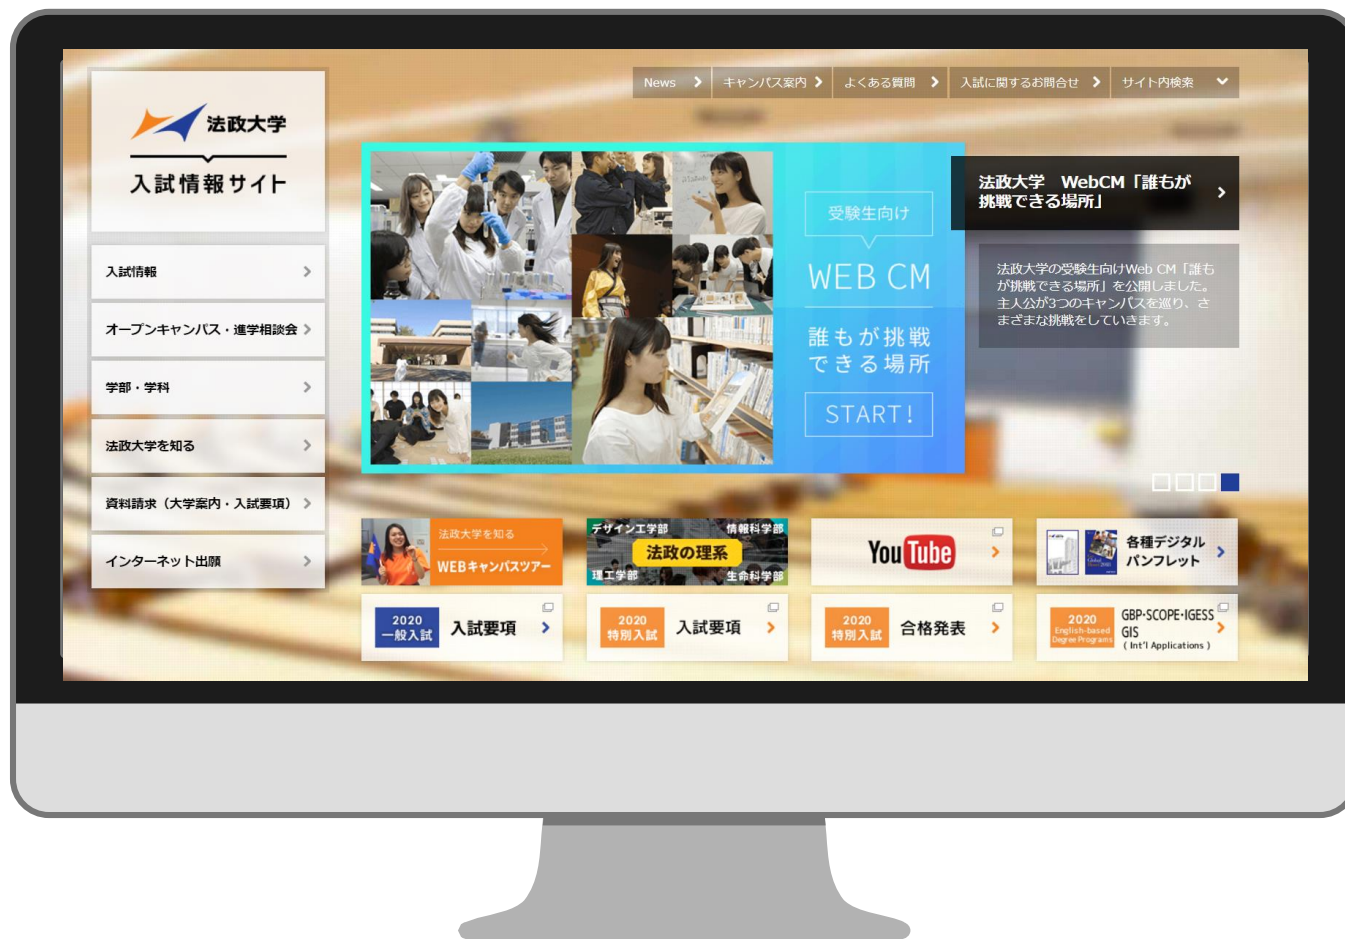 法政大学
入試情報サイト
News
キャンパス案内
よくある質問
入試に関するお問合せ
サイト内検索
入試情報
オープンキャンパス・進学相談会
学部・学科
法政大学を知る
資料請求（大学案内・入試要項）
インターネット出願
受験生向け
WEB CM
誰もが挑戦
できる場所
START!
法政大学　WebCM「誰もが
挑戦できる場所」
法政大学の受験生向けWeb CM「誰も
が挑戦できる場所」を公開しました。
主人公が3つのキャンパスを巡り、さ
まざまな挑戦をしていきます。
法政大学を知る
WEBキャンパスツアー
デザイン工学部
情報科学部
法政の理系
理工学部
生命科学部
YouTube
各種デジタル
パンフレット
2020
一般入試
入試要項
2020
特別入試
入試要項
2020
特別入試
合格発表
2020
English-based
Degree Programs
GBP・SCOPE・IGESS
GIS
( Int'l Applications )